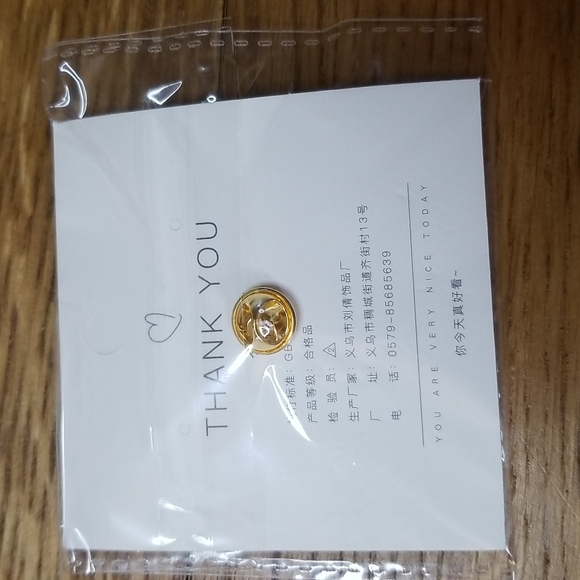 THANK YOU
标准: GB
产品等级: 合格品
检 验 员: 2
生产厂家: 义乌市刘倩饰品厂
厂 址: 义乌市稠城街道齐街村13号
电 话: 0579-85685639
YOU ARE VERY NICE TODAY
你今天真好看~